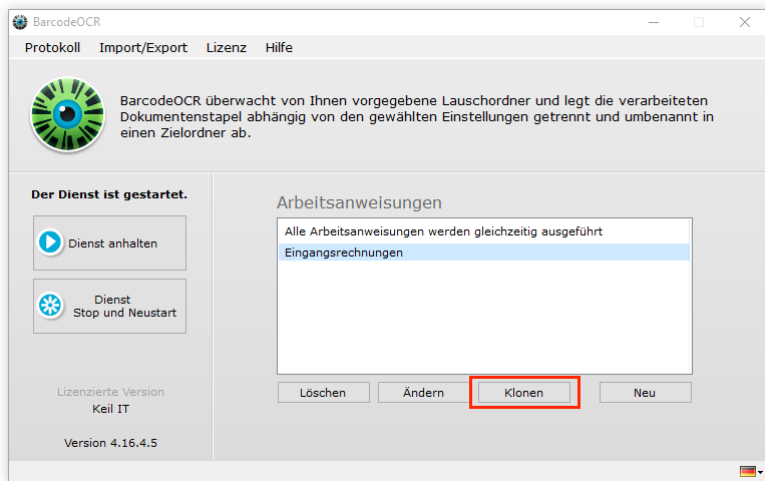 BarcodeOCR
Protokoll Import/Export Lizenz Hilfe
BarcodeOCR überwacht von Ihnen vorgegebene Lauschordner und legt die verarbeiteten
Dokumentenstapel abhängig von den gewählten Einstellungen getrennt und umbenannt in
einen Zielordner ab.
Der Dienst ist gestartet.
Dienst anhalten
Dienst
Stop und Neustart
Lizenzierte Version
Keil IT
Version 4.16.4.5
Arbeitsanweisungen
Alle Arbeitsanweisungen werden gleichzeitig ausgeführt
Eingangsrechnungen
Löschen Ändern Klonen Neu